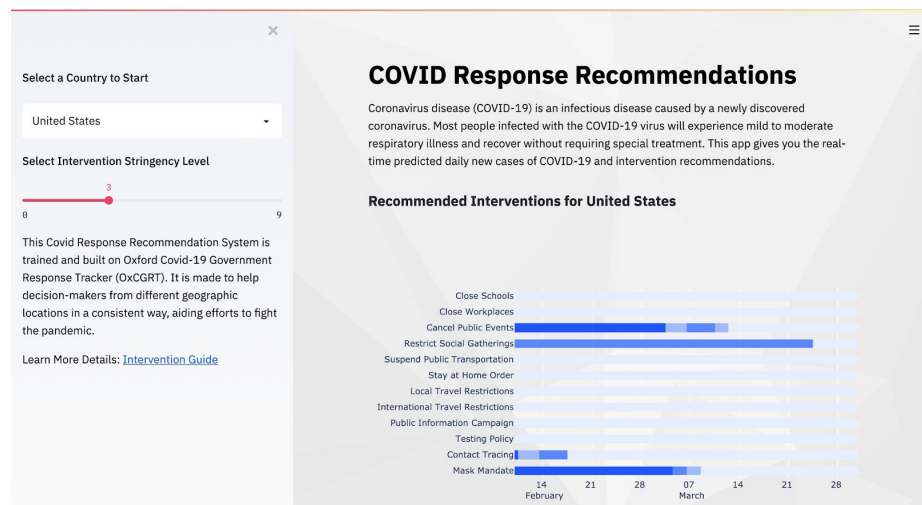 Select a Country to Start
United States
Select Intervention Stringency Level
3
0 9
This Covid Response Recommendation System is
trained and built on Oxford Covid-19 Government
Response Tracker (OxCGRT). It is made to help
decision-makers from different geographic
locations in a consistent way, aiding efforts to fight
the pandemic.
Learn More Details: Intervention Guide
COVID Response Recommendations
Coronavirus disease (COVID-19) is an infectious disease caused by a newly discovered
coronavirus. Most people infected with the COVID-19 virus will experience mild to moderate
respiratory illness and recover without requiring special treatment. This app gives you the real-
time predicted daily new cases of COVID-19 and intervention recommendations.
Recommended Interventions for United States
Close Schools
Close Workplaces
Cancel Public Events
Restrict Social Gatherings
Suspend Public Transportation
Stay at Home Order
Local Travel Restrictions
International Travel Restrictions
Public Information Campaign
Testing Policy
Contact Tracing
Mask Mandate
14 21 28 07 14 21 28
February March